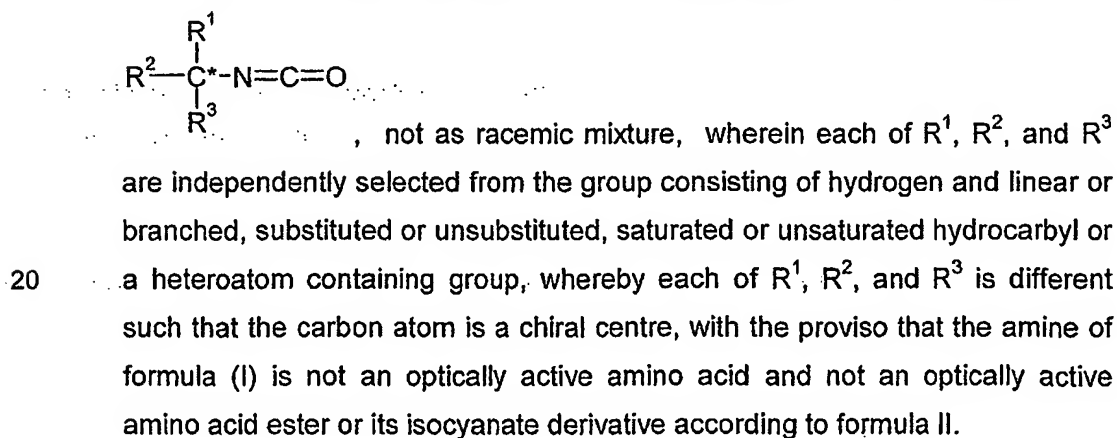 R¹
R²—C*-N=C=O
R³
, not as racemic mixture, wherein each of R¹, R², and R³
are independently selected from the group consisting of hydrogen and linear or
branched, substituted or unsubstituted, saturated or unsaturated hydrocarbyl or
20 a heteroatom containing group, whereby each of R¹, R², and R³ is different
such that the carbon atom is a chiral centre, with the proviso that the amine of
formula (I) is not an optically active amino acid and not an optically active
amino acid ester or its isocyanate derivative according to formula II.